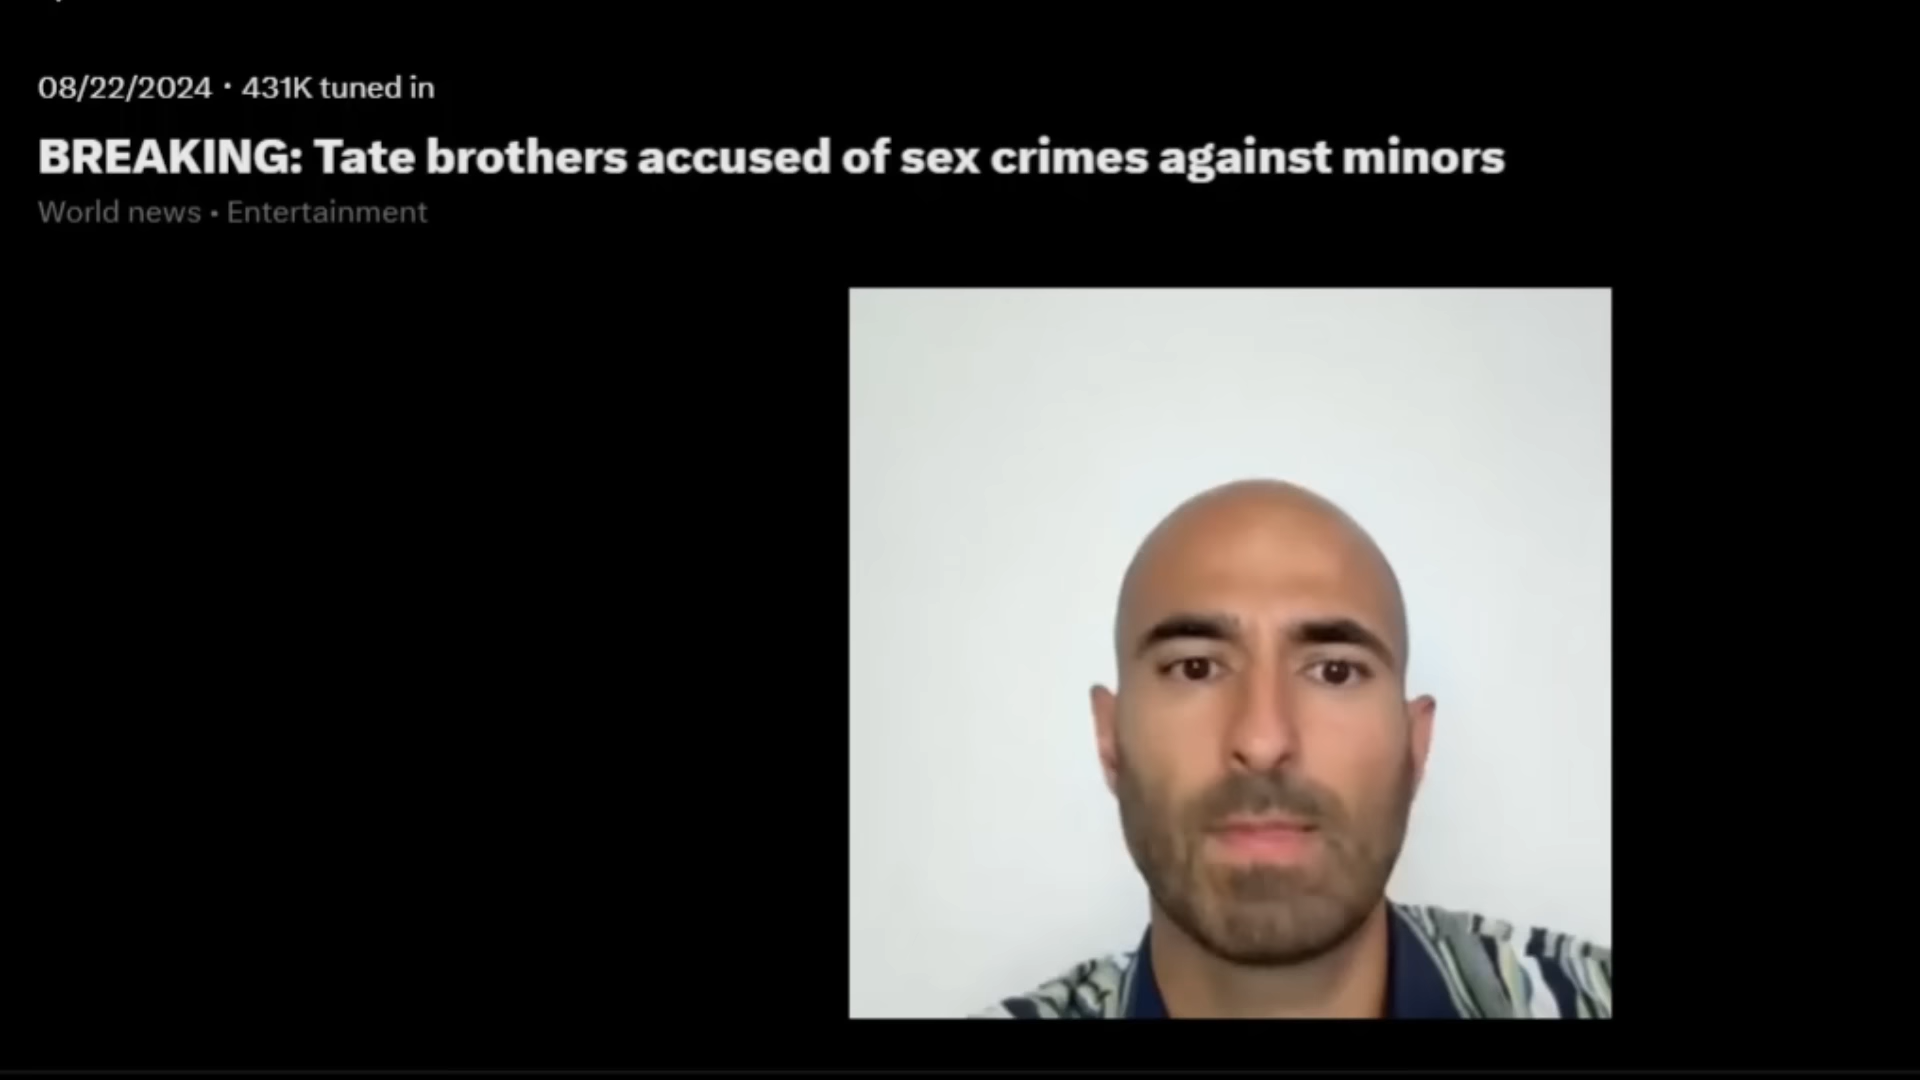 08/22/2024 · 431K tuned in
BREAKING: Tate brothers accused of sex crimes against minors
World news • Entertainment